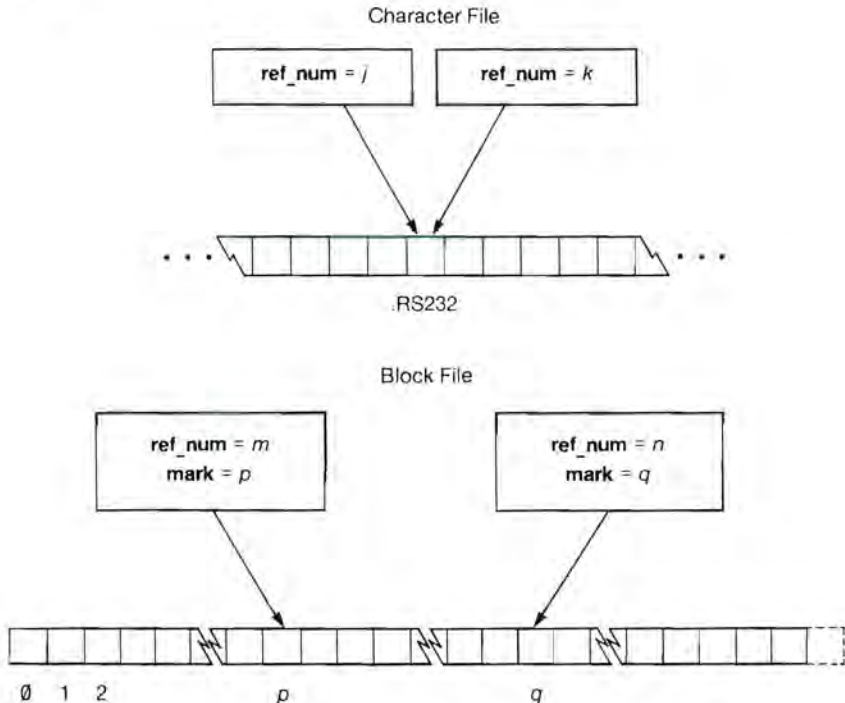 Character File
ref_num = j
ref_num = k
. . . . . .
.RS232
Block File
ref_num = m
mark = p
ref_num = n
mark = q
Ø 1 2 p q